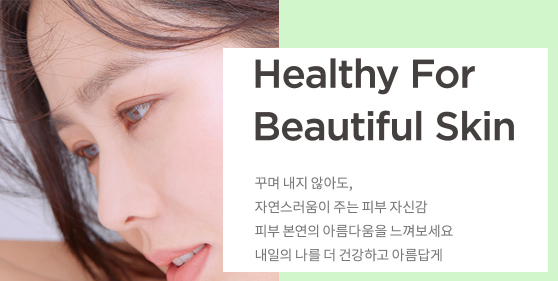 Healthy For
Beautiful Skin
꾸며 내지 않아도,
자연스러움이 주는 피부 자신감
피부 본연의 아름다움을 느껴보세요
내일의 나를 더 건강하고 아름답게